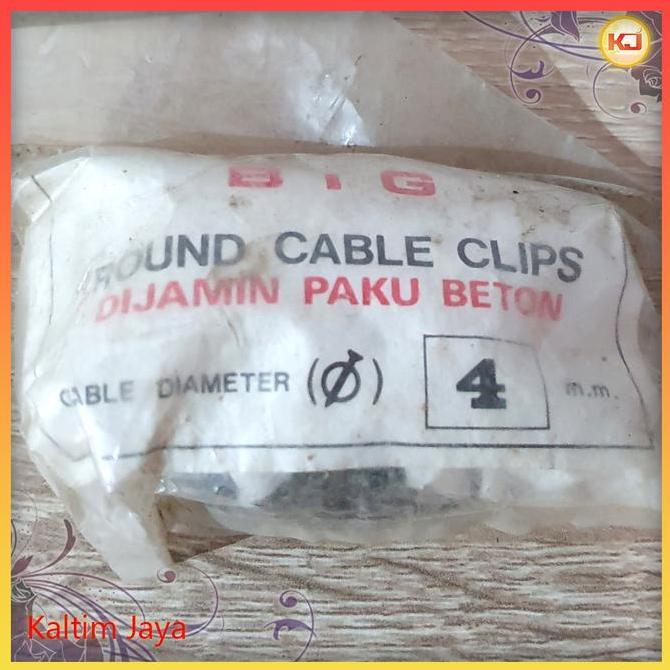 KJ
BIG
ROUND CABLE CLIPS
DIJAMIN PAKU BETON
CABLE DIAMETER (Ø) 4 m.m.
Kaltim Jaya